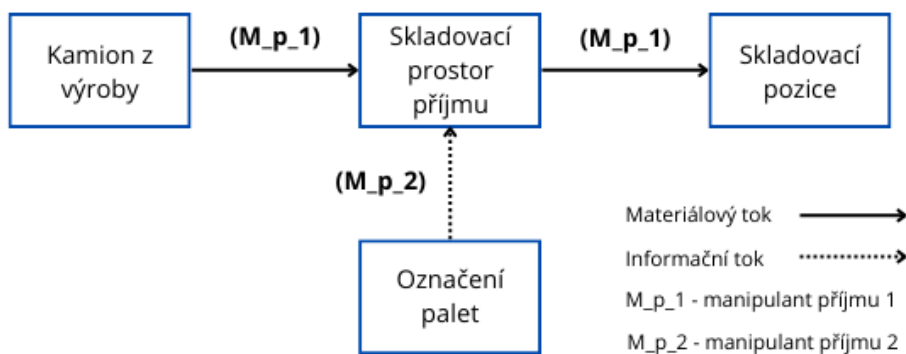 (M_p_1)
(M_p_1)
Kamion z
výroby
Skladovací
prostor
příjmu
Skladovací
pozice
(M_p_2)
Označení
palet
Materiálový tok
Informační tok
M_p_1 - manipulant příjmu 1
M_p_2 - manipulant příjmu 2